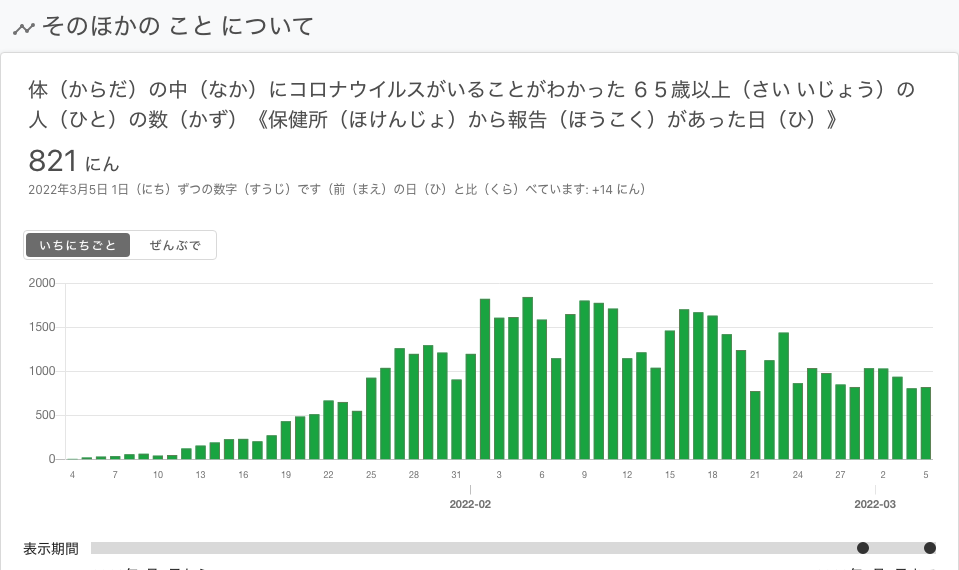 そのほかの こと について
体（からだ）の中（なか）にコロナウイルスがいることがわかった ６５歳以上（さい いじょう）の
人（ひと）の数（かず）《保健所（ほけんじょ）から報告（ほうこく）があった日（ひ）》
821 にん
2022年3月5日 1日（にち）ずつの数字（すうじ）です（前（まえ）の日（ひ）と比（くら）べています: +14 にん）
いちにちごと ぜんぶで
2000
1500
1000
500
0
4 7 10 13 16 19 22 25 28 31 3 6 9 12 15 18 21 24 27 2 5
2022-02 2022-03
表示期間